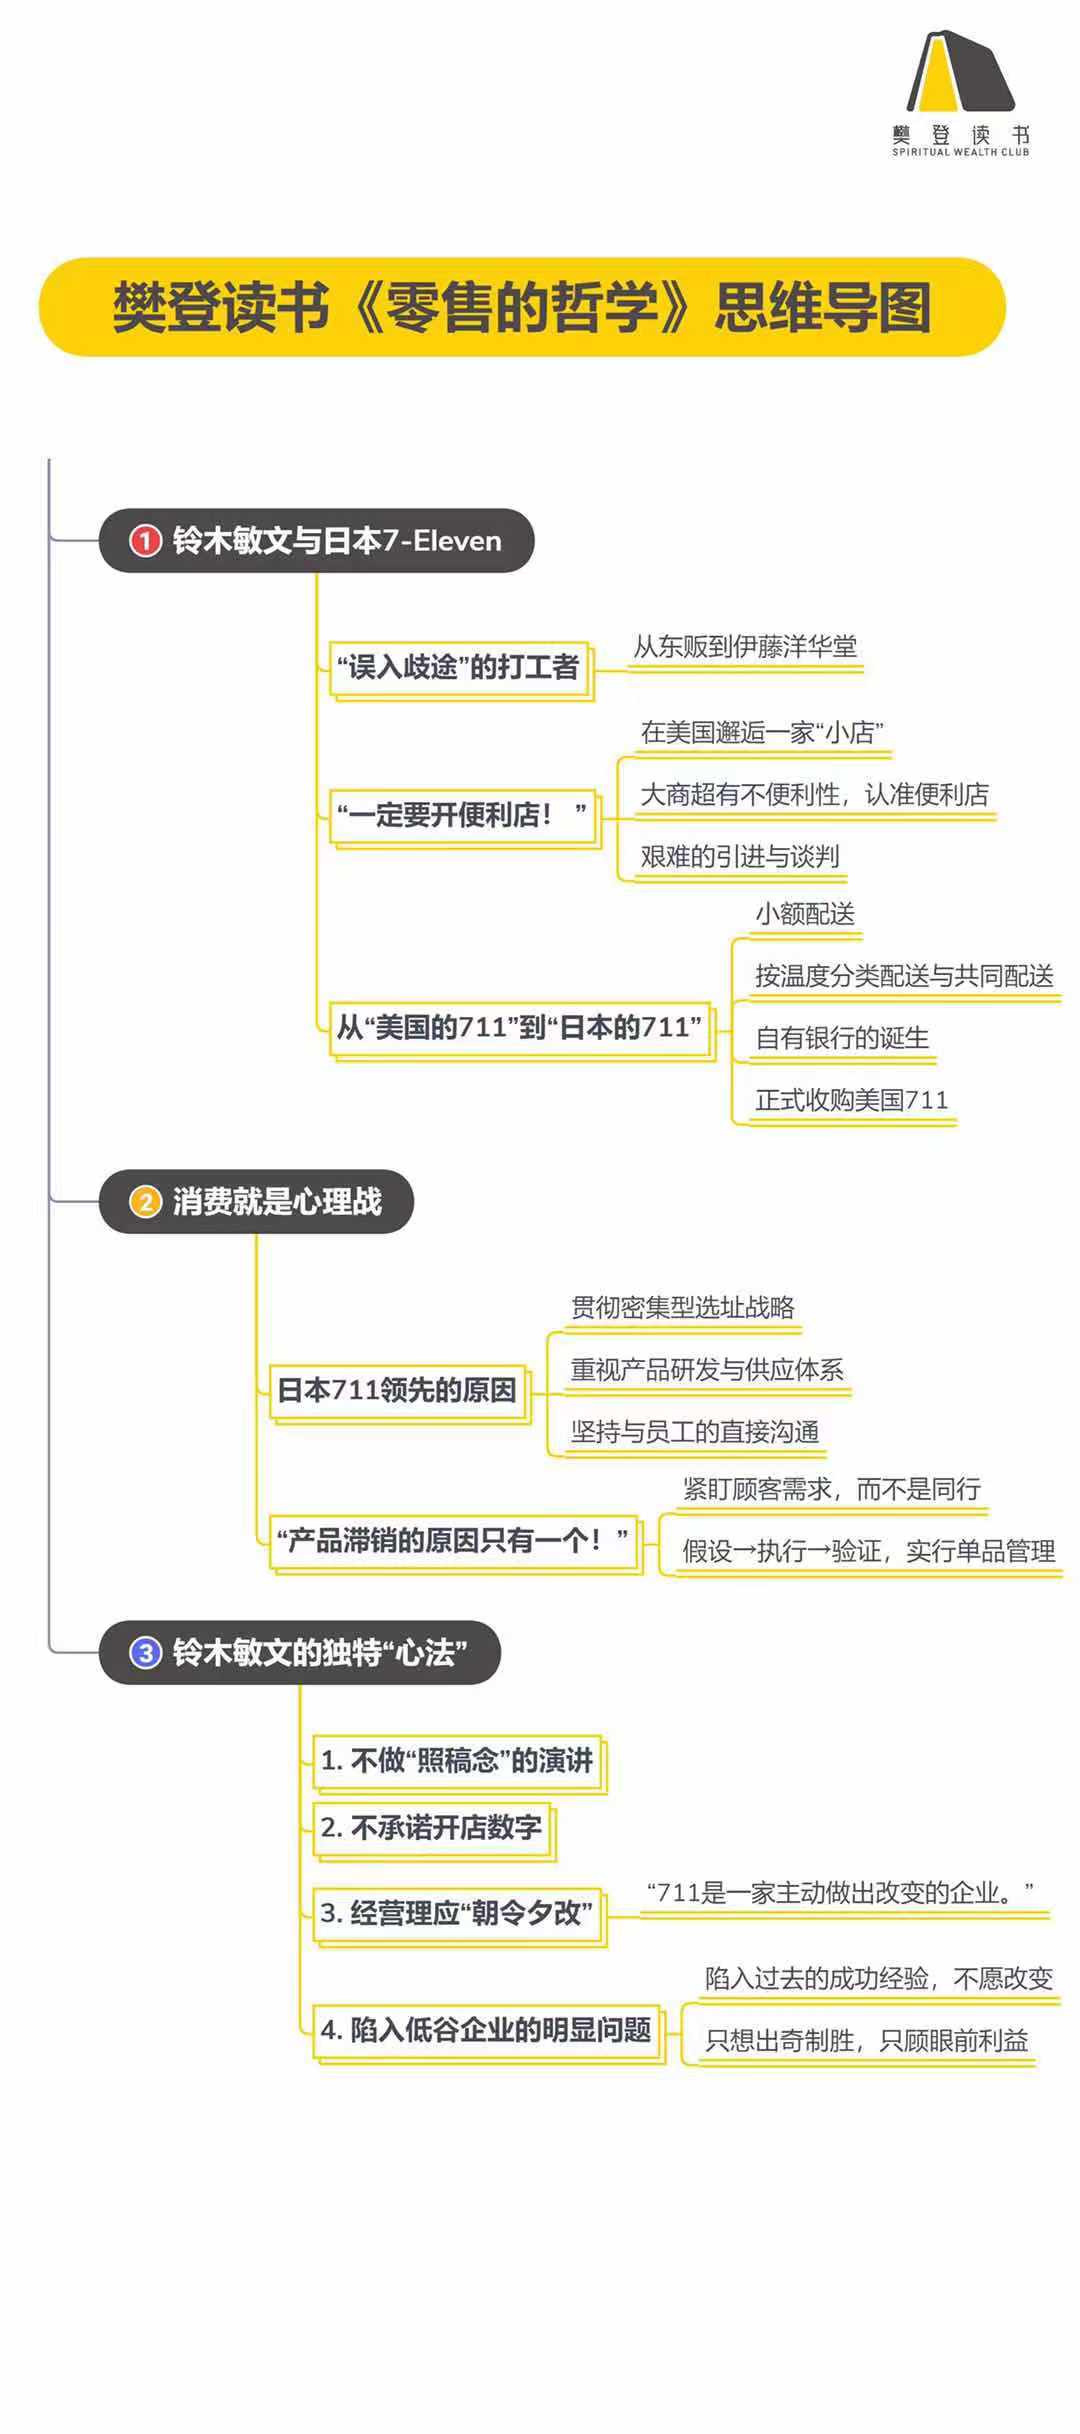 樊登读书
SPIRITUAL WEALTH CLUB
樊登读书《零售的哲学》思维导图
1 铃木敏文与日本7-Eleven
“误入歧途”的打工者
从东贩到伊藤洋华堂
“一定要开便利店！”
在美国邂逅一家“小店”
大商超有不便利性，认准便利店
艰难的引进与谈判
从“美国的711”到“日本的711”
小额配送
按温度分类配送与共同配送
自有银行的诞生
正式收购美国711
2 消费就是心理战
日本711领先的原因
贯彻密集型选址战略
重视产品研发与供应体系
坚持与员工的直接沟通
“产品滞销的原因只有一个！”
紧盯顾客需求，而不是同行
假设→执行→验证，实行单品管理
3 铃木敏文的独特“心法”
1. 不做“照稿念”的演讲
2. 不承诺开店数字
3. 经营理应“朝令夕改”
“711是一家主动做出改变的企业。”
4. 陷入低谷企业的明显问题
陷入过去的成功经验，不愿改变
只想出奇制胜，只顾眼前利益